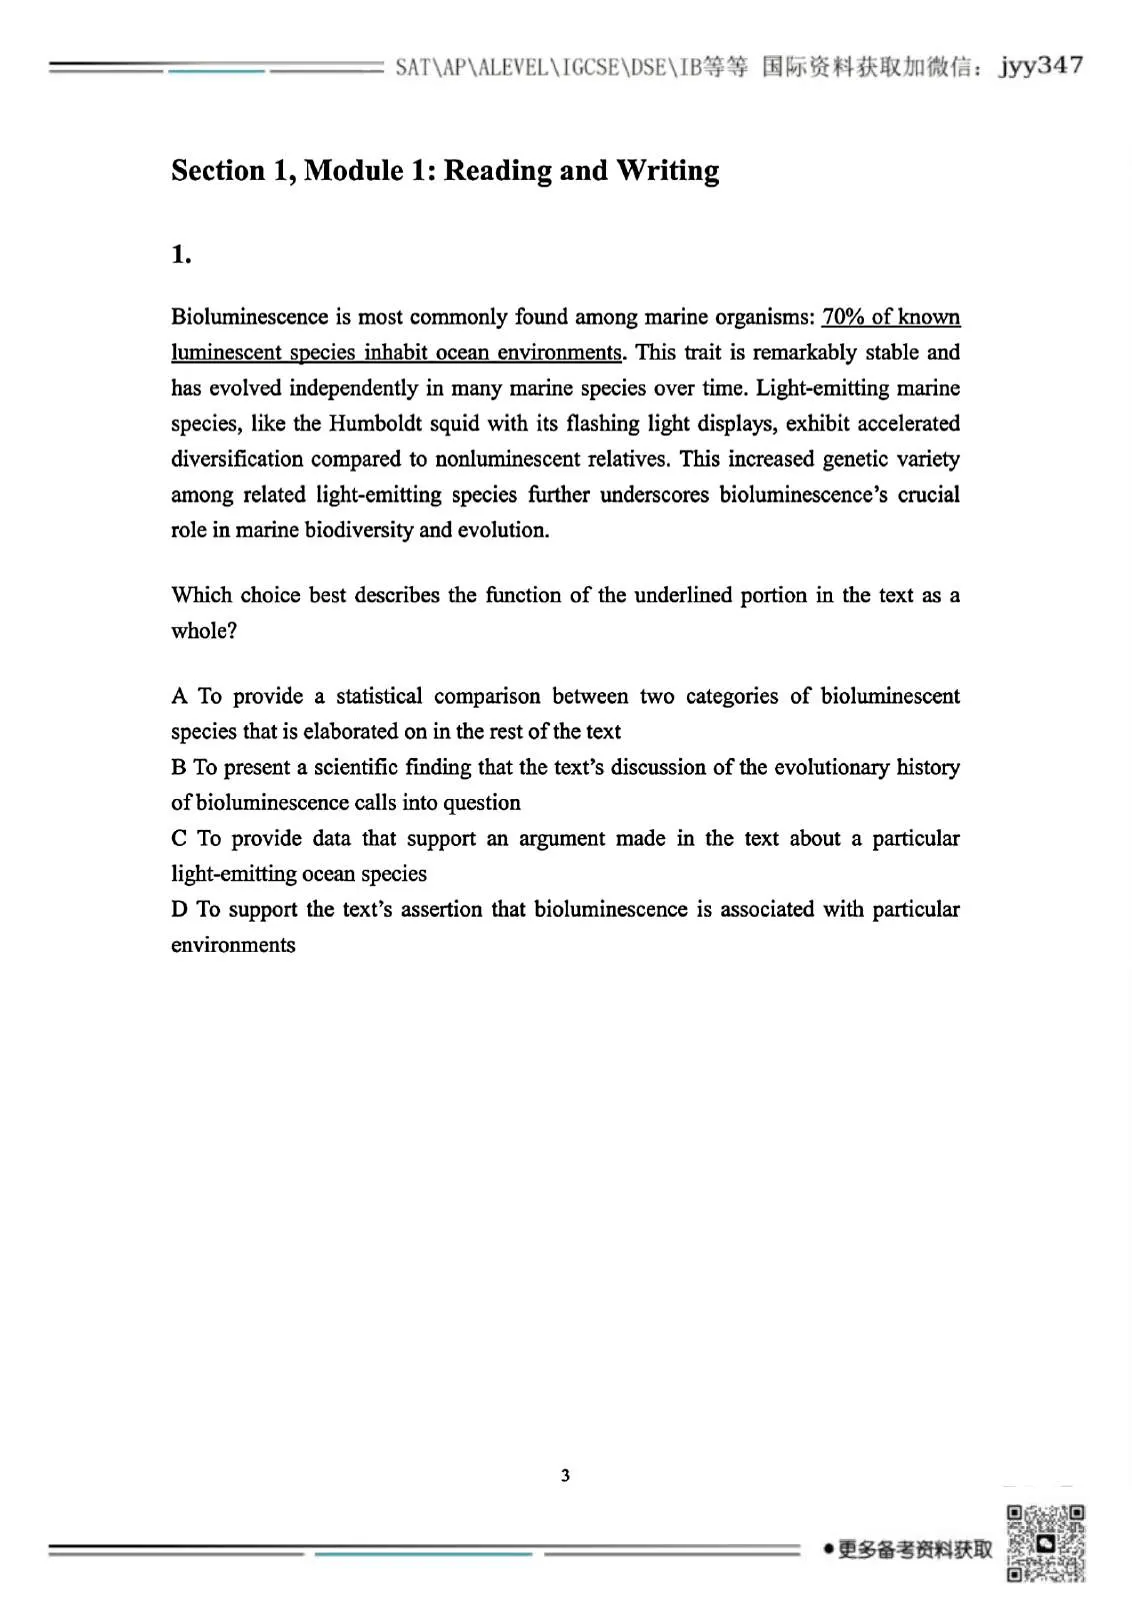 SAT\AP\ALEVEL\IGCSE\DSE\IB等等 国际资料获取加微信：jyy347
Section 1, Module 1: Reading and Writing
1.
Bioluminescence is most commonly found among marine organisms: 70% of known
luminescent species inhabit ocean environments. This trait is remarkably stable and
has evolved independently in many marine species over time. Light-emitting marine
species, like the Humboldt squid with its flashing light displays, exhibit accelerated
diversification compared to nonluminescent relatives. This increased genetic variety
among related light-emitting species further underscores bioluminescence’s crucial
role in marine biodiversity and evolution.
Which choice best describes the function of the underlined portion in the text as a
whole?
A To provide a statistical comparison between two categories of bioluminescent
species that is elaborated on in the rest of the text
B To present a scientific finding that the text’s discussion of the evolutionary history
of bioluminescence calls into question
C To provide data that support an argument made in the text about a particular
light-emitting ocean species
D To support the text’s assertion that bioluminescence is associated with particular
environments
3
●更多备考资料获取